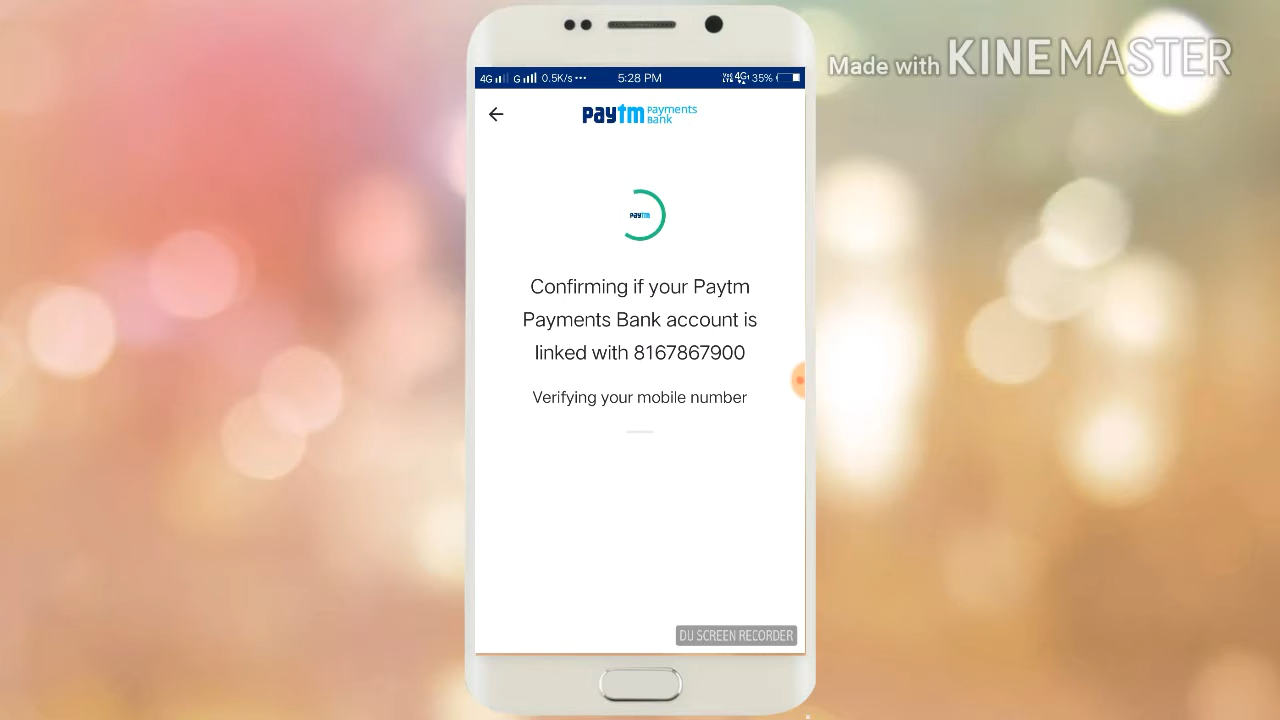 Made with KINEMASTER
4G G 0.5K/s ••• 5:28 PM 4G 35%
paytm Payments Bank
paytm
Confirming if your Paytm
Payments Bank account is
linked with 8167867900
Verifying your mobile number
DU SCREEN RECORDER